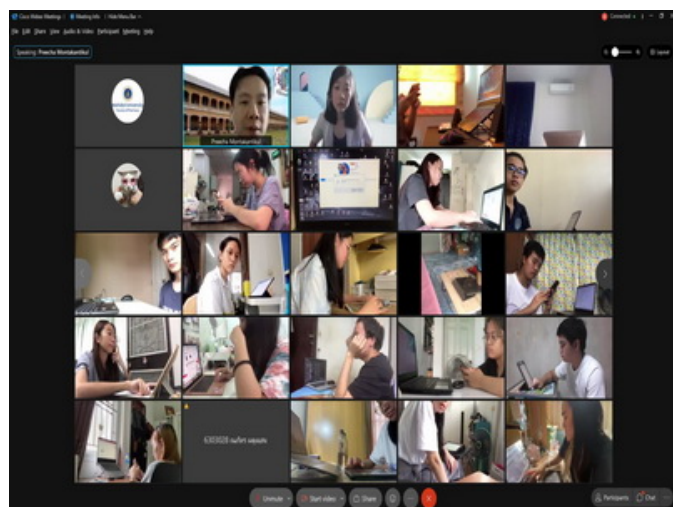 Cisco Webex Meetings
Meeting Info
Hide Menu Bar
Connected
File Edit Share View Audio & Video Participant Meeting Help
Speaking: Preecha Montakantikul
Layout
Preecha Montakantikul
6303028
Unmute
Start video
Share
Participants
Chat